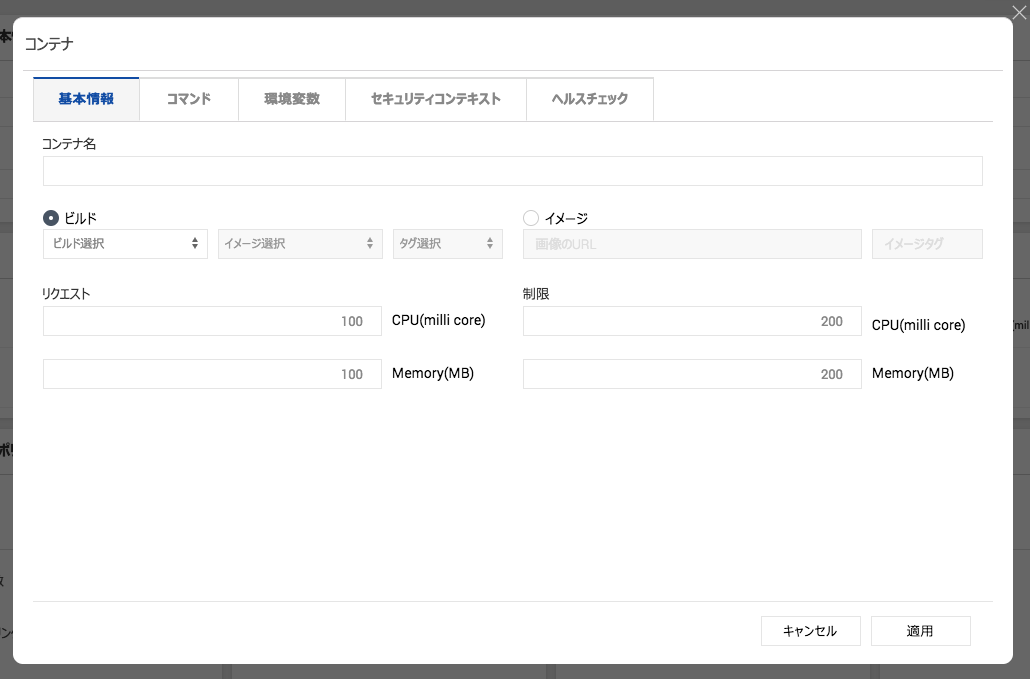 コンテナ
基本情報 コマンド 環境変数 セキュリティコンテキスト ヘルスチェック
コンテナ名
ビルド イメージ
ビルド選択 イメージ選択 タグ選択 画像のURL イメージタグ
リクエスト 制限
100 CPU(milli core) 200 CPU(milli core)
100 Memory(MB) 200 Memory(MB)
キャンセル 適用